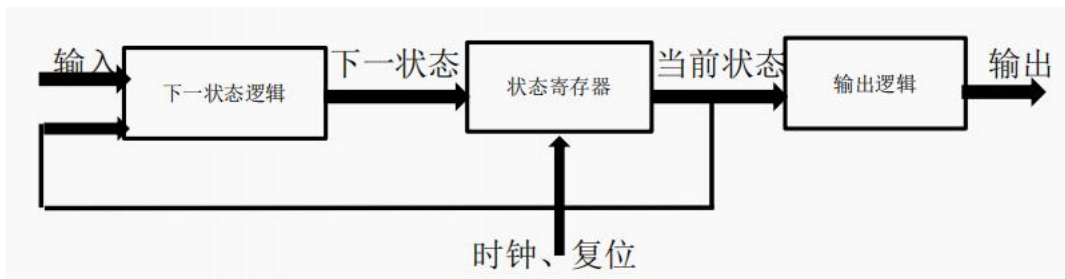 输入
下一状态逻辑
下一状态
状态寄存器
当前状态
输出逻辑
输出
时钟、复位